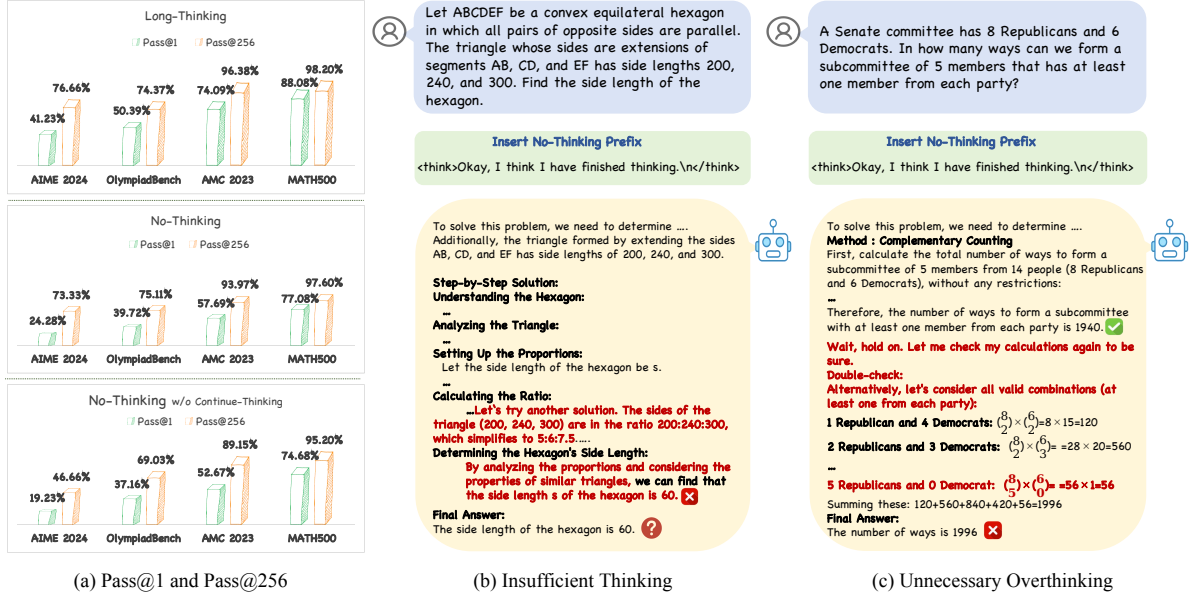 Long-Thinking
Pass@1 Pass@256
41.23% 76.66% 50.39% 74.37% 74.09% 96.38% 88.08% 98.20%
AIME 2024 OlympiadBench AMC 2023 MATH500
No-Thinking
Pass@1 Pass@256
24.28% 73.33% 39.72% 75.11% 57.69% 93.97% 77.08% 97.60%
AIME 2024 OlympiadBench AMC 2023 MATH500
No-Thinking w/o Continue-Thinking
Pass@1 Pass@256
19.23% 46.66% 37.16% 69.03% 52.67% 89.15% 74.68% 95.20%
AIME 2024 OlympiadBench AMC 2023 MATH500
(a) Pass@1 and Pass@256
Let ABCDEF be a convex equilateral hexagon
in which all pairs of opposite sides are parallel.
The triangle whose sides are extensions of
segments AB, CD, and EF has side lengths 200,
240, and 300. Find the side length of the
hexagon.
Insert No-Thinking Prefix
<think>Okay, I think I have finished thinking.\n</think>
To solve this problem, we need to determine ....
Additionally, the triangle formed by extending the sides
AB, CD, and EF has side lengths of 200, 240, and 300.
Step-by-Step Solution:
Understanding the Hexagon:
...
Analyzing the Triangle:
...
Setting Up the Proportions:
Let the side length of the hexagon be s.
...
Calculating the Ratio:
...Let's try another solution. The sides of the
triangle (200, 240, 300) are in the ratio 200:240:300,
which simplifies to 5:6:7.5.....
Determining the Hexagon's Side Length:
By analyzing the proportions and considering the
properties of similar triangles, we can find that
the side length s of the hexagon is 60.
Final Answer:
The side length of the hexagon is 60. ?
(b) Insufficient Thinking
A Senate committee has 8 Republicans and 6
Democrats. In how many ways can we form a
subcommittee of 5 members that has at least
one member from each party?
Insert No-Thinking Prefix
<think>Okay, I think I have finished thinking.\n</think>
To solve this problem, we need to determine ....
Method : Complementary Counting
First, calculate the total number of ways to form a
subcommittee of 5 members from 14 people (8 Republicans
and 6 Democrats), without any restrictions:
...
Therefore, the number of ways to form a subcommittee
with at least one member from each party is 1940.
Wait, hold on. Let me check my calculations again to be
sure.
Double-check:
Alternatively, let's consider all valid combinations (at
least one from each party):
1 Republican and 4 Democrats: (8 2)×(6 2)=8×15=120
2 Republicans and 3 Democrats: (8 2)×(6 3)= =28×20=560
...
5 Republicans and 0 Democrat: (8 5)×(6 0)= =56×1=56
Summing these: 120+560+840+420+56=1996
Final Answer:
The number of ways is 1996
(c) Unnecessary Overthinking